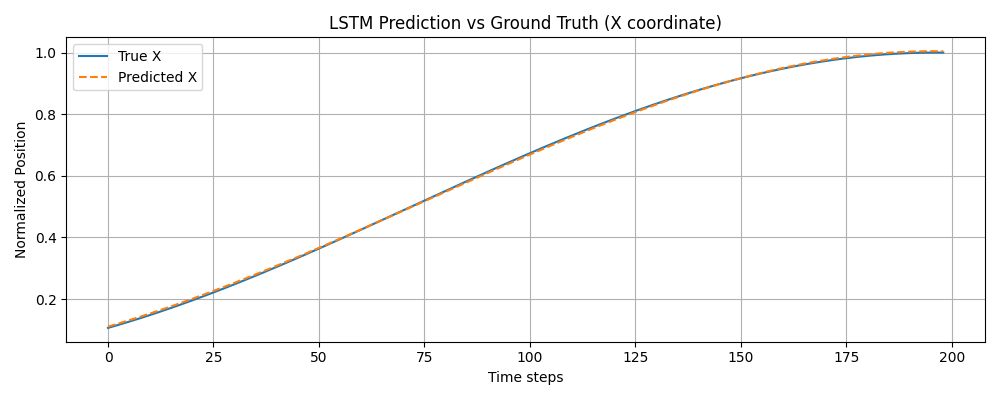 LSTM Prediction vs Ground Truth (X coordinate)
True X
Predicted X
Normalized Position
1.0
0.8
0.6
0.4
0.2
0 25 50 75 100 125 150 175 200
Time steps